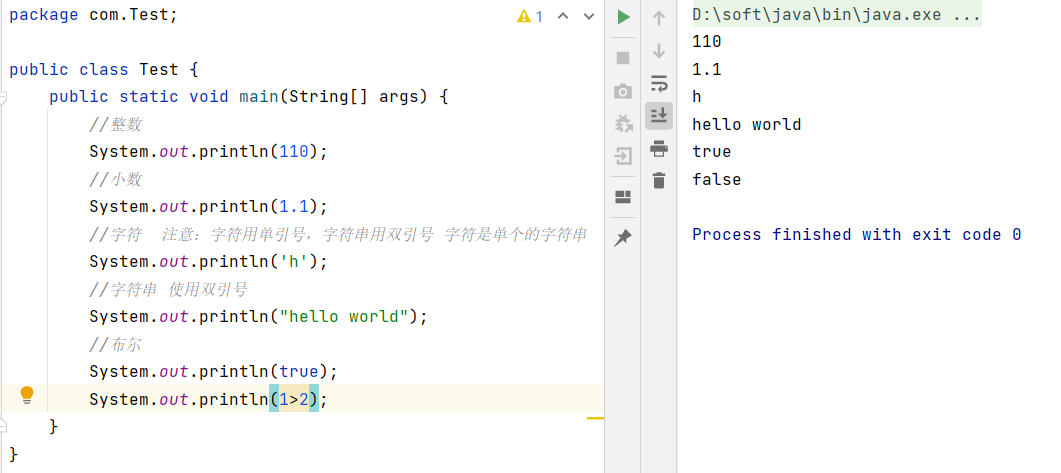 package com.Test;
1
public class Test {
public static void main(String[] args) {
//整数
System.out.println(110);
//小数
System.out.println(1.1);
//字符  注意：字符用单引号，字符串用双引号 字符是单个的字符串
System.out.println('h');
//字符串 使用双引号
System.out.println("hello world");
//布尔
System.out.println(true);
System.out.println(1>2);
}
}
D:\soft\java\bin\java.exe ...
110
1.1
h
hello world
true
false
Process finished with exit code 0